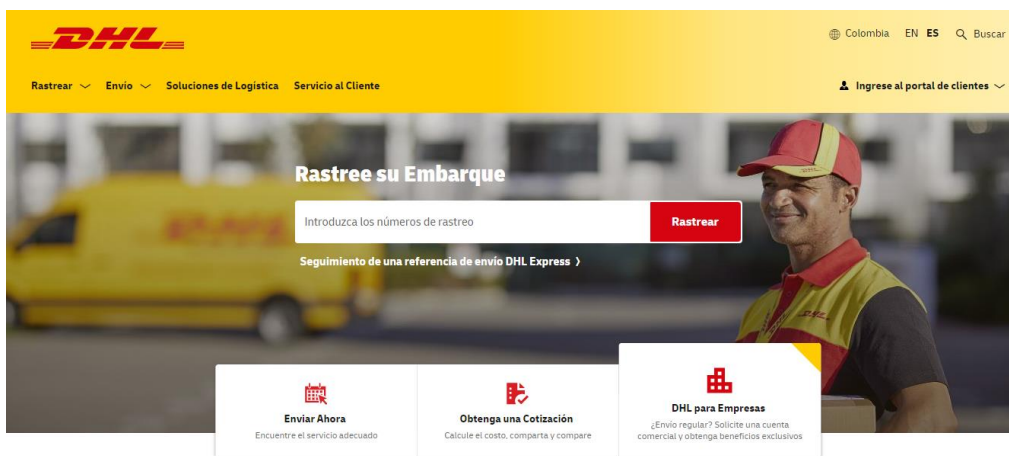 DHL
Colombia EN ES Buscar
Rastrear Envío Soluciones de Logística Servicio al Cliente
Ingrese al portal de clientes
Rastree su Embarque
Introduzca los números de rastreo
Rastrear
Seguimiento de una referencia de envío DHL Express
Enviar Ahora
Encuentre el servicio adecuado
Obtenga una Cotización
Calcule el costo, comparta y compare
DHL para Empresas
¿Envío regular? Solicite una cuenta
comercial y obtenga beneficios exclusivos
DHL
DHL